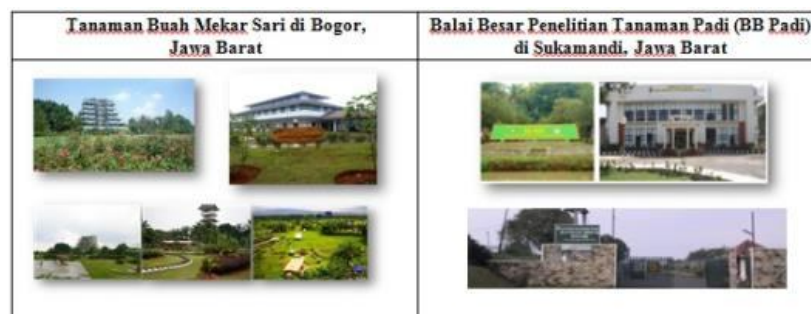 Tanaman Buah Mekar Sari di Bogor,
Jawa Barat
Balai Besar Penelitian Tanaman Padi (BB Padi)
di Sukamandi, Jawa Barat